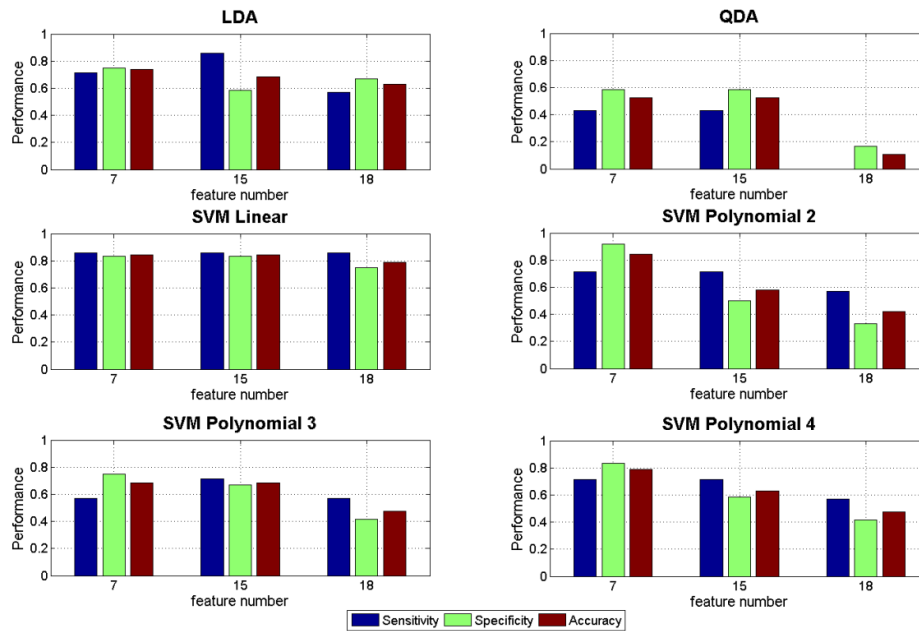 LDA
Performance
1
0.8
0.6
0.4
0.2
0
7
15
18
feature number
QDA
Performance
1
0.8
0.6
0.4
0.2
0
7
15
18
feature number
SVM Linear
Performance
1
0.8
0.6
0.4
0.2
0
7
15
18
feature number
SVM Polynomial 2
Performance
1
0.8
0.6
0.4
0.2
0
7
15
18
feature number
SVM Polynomial 3
Performance
1
0.8
0.6
0.4
0.2
0
7
15
18
feature number
SVM Polynomial 4
Performance
1
0.8
0.6
0.4
0.2
0
7
15
18
feature number
Sensitivity
Specificity
Accuracy